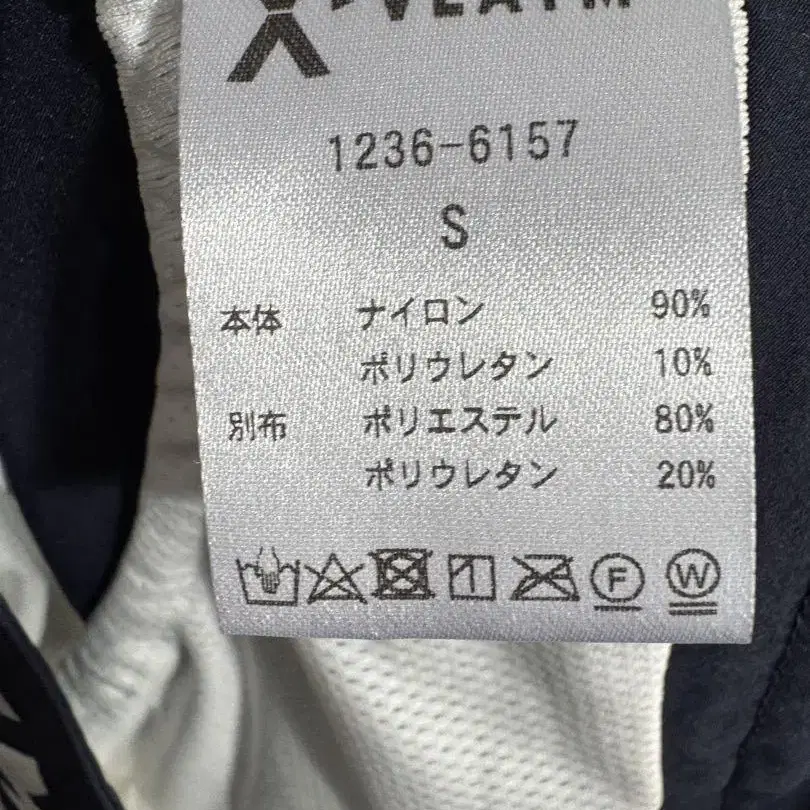 1236-6157
S
本体 ナイロン 90%
ポリウレタン 10%
別布 ポリエステル 80%
ポリウレタン 20%
F W